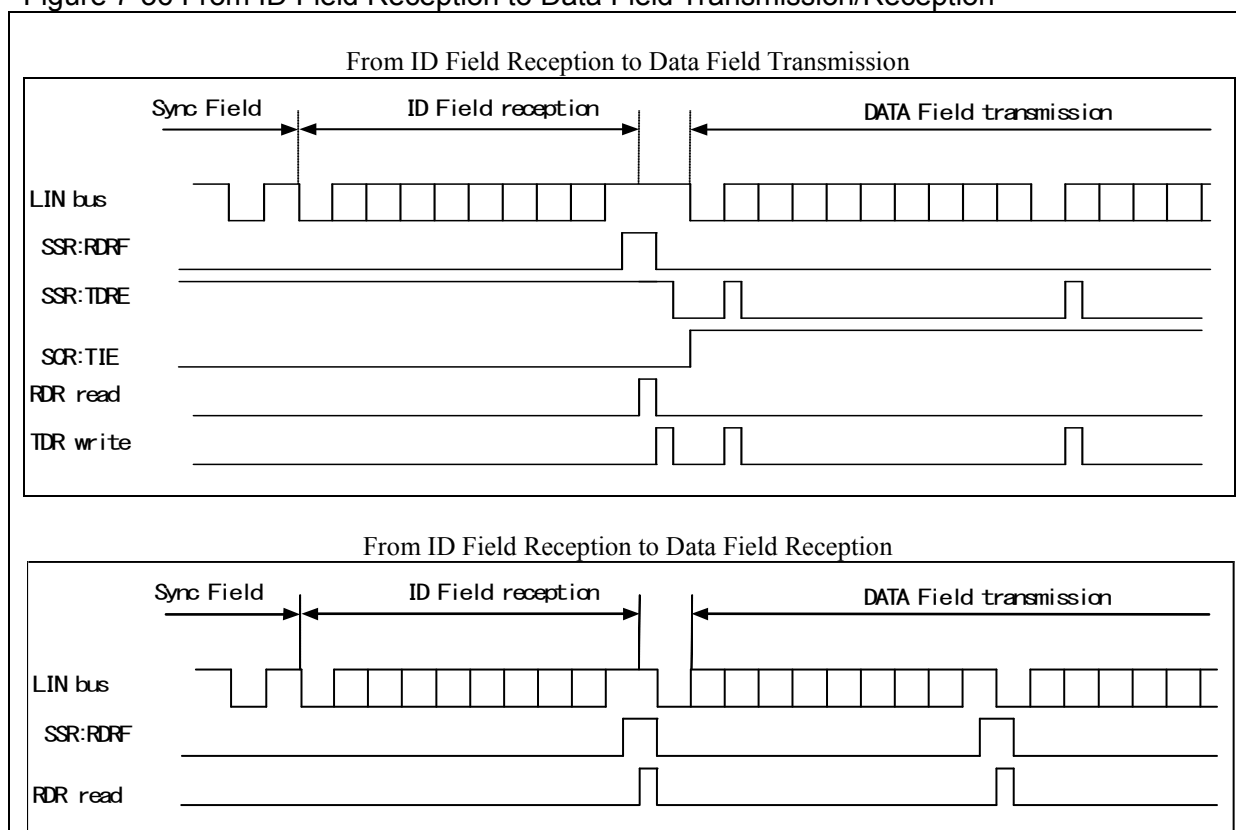 Figure 7-36 From ID Field Reception to Data Field Transmission/Reception
From ID Field Reception to Data Field Transmission
Sync Field ID Field reception DATA Field transmission
LIN bus
SSR:RDRF
SSR:TDRE
SCR:TIE
RDR read
TDR write
From ID Field Reception to Data Field Reception
Sync Field ID Field reception DATA Field transmission
LIN bus
SSR:RDRF
RDR read